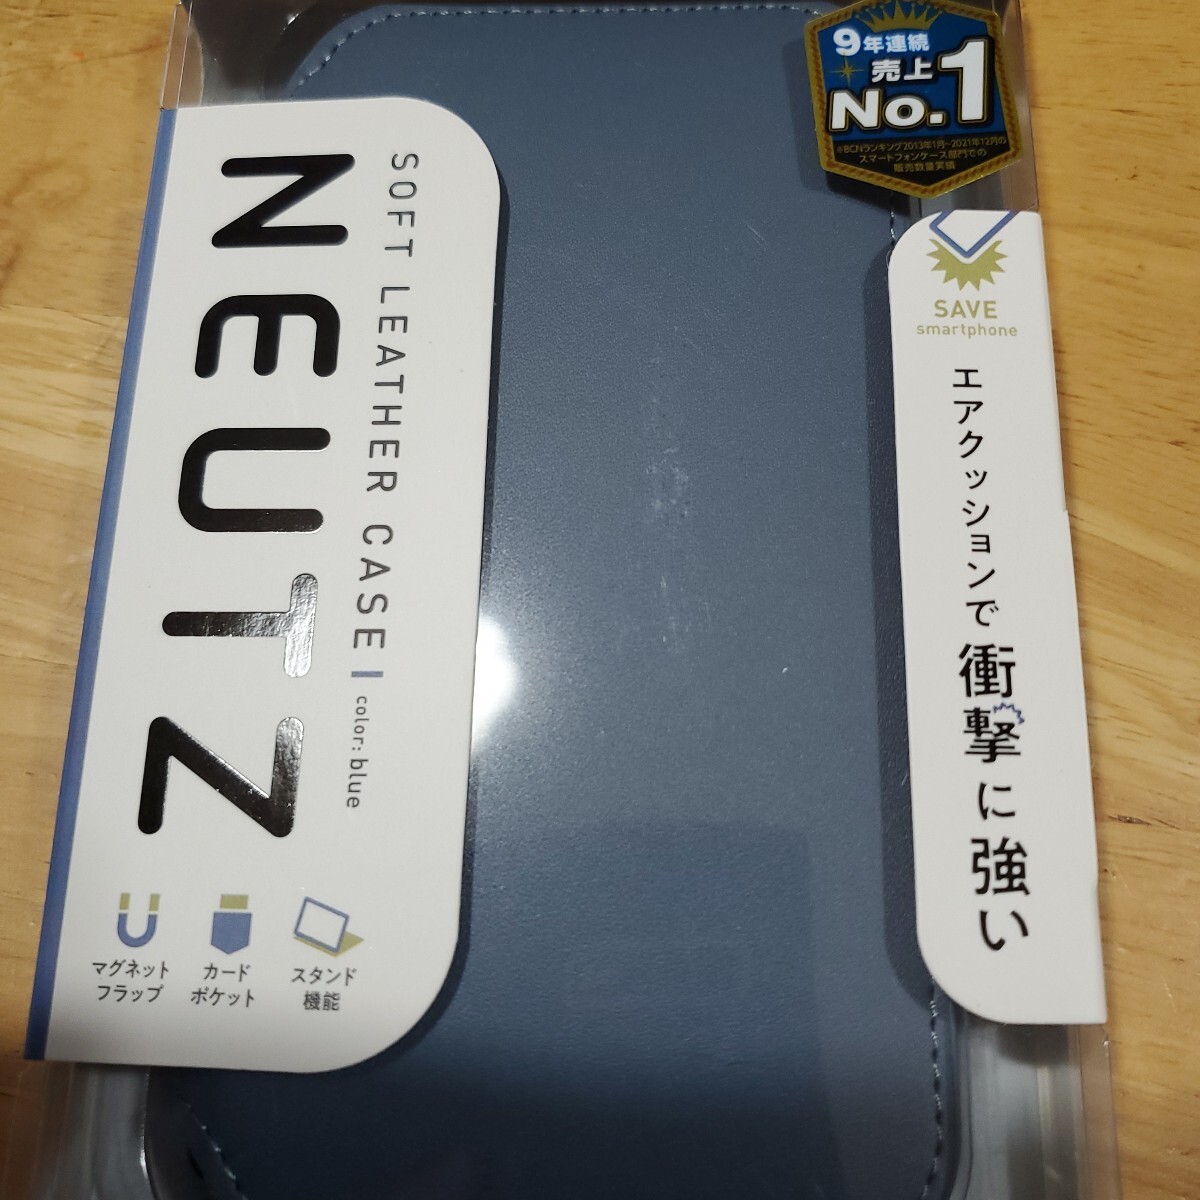 9年連続
売上
No.1
※BCNランキング2013年1月~2021年12月の
スマートフォンケース部門での
販売数量実績
SOFT LEATHER CASE
color: blue
NEUTZ
マグネット
フラップ
カード
ポケット
スタンド
機能
SAVE
smartphone
エアクッションで衝撃に強い